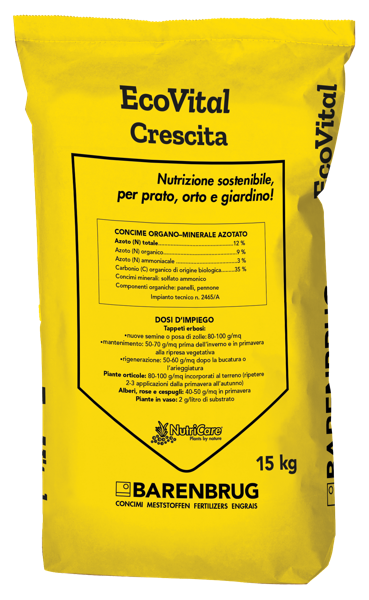 EcoVital
Crescita
Nutrizione sostenibile,
per prato, orto e giardino!
CONCIME ORGANO–MINERALE AZOTATO
Azoto (N) totale 12 %
Azoto (N) organico 9 %
Azoto (N) ammoniacale 3 %
Carbonio (C) organico di origine biologica 35 %
Concimi minerali: solfato ammonico
Componenti organiche: panelli, pennone
Impianto tecnico n. 2465/A
DOSI D'IMPIEGO
Tappeti erbosi:
•nuove semine o posa di zolle: 80-100 g/mq
•mantenimento: 50-70 g/mq prima dell'inverno e in primavera
alla ripresa vegetativa
•rigenerazione: 50-60 g/mq dopo la bucatura o
l'arieggiatura
Piante orticole: 80-100 g/mq incorporati al terreno (ripetere
2-3 applicazioni dalla primavera all'autunno)
Alberi, rose e cespugli: 40-50 g/mq in primavera
Piante in vaso: 2 g/litro di substrato
NutriCare
Plants by nature
15 kg
BARENBRUG
CONCIMI MESTSTOFFEN FERTILIZERS ENGRAIS
EcoVital
BARENBRUG